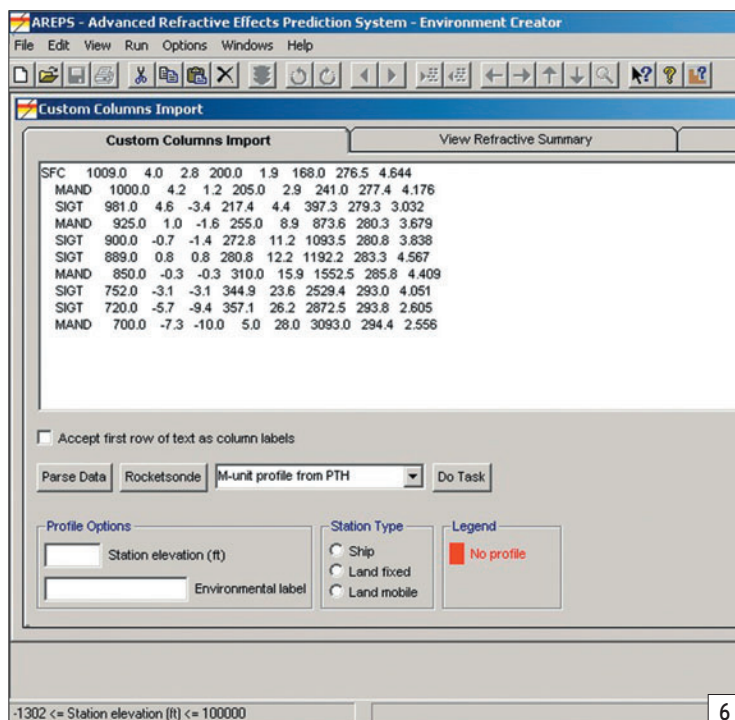 AREPS - Advanced Refractive Effects Prediction System - Environment Creator
File Edit View Run Options Windows Help
Custom Columns Import
Custom Columns Import View Refractive Summary
SFC 1009.0 4.0 2.8 200.0 1.9 168.0 276.5 4.644
MAND 1000.0 4.2 1.2 205.0 2.9 241.0 277.4 4.176
SIGT 981.0 4.6 -3.4 217.4 4.4 397.3 279.3 3.032
MAND 925.0 1.0 -1.6 255.0 8.9 873.6 280.3 3.679
SIGT 900.0 -0.7 -1.4 272.8 11.2 1093.5 280.8 3.838
SIGT 889.0 0.8 0.8 280.8 12.2 1192.2 283.3 4.567
MAND 850.0 -0.3 -0.3 310.0 15.9 1552.5 285.8 4.409
SIGT 752.0 -3.1 -3.1 344.9 23.6 2529.4 293.0 4.051
SIGT 720.0 -5.7 -9.4 357.1 26.2 2872.5 293.8 2.605
MAND 700.0 -7.3 -10.0 5.0 28.0 3093.0 294.4 2.556
Accept first row of text as column labels
Parse Data Rocketsonde M-unit profile from PTH Do Task
Profile Options Station Type Legend
Station elevation (ft) Ship No profile
Land fixed
Environmental label Land mobile
-1302 <= Station elevation (ft) <= 100000
6